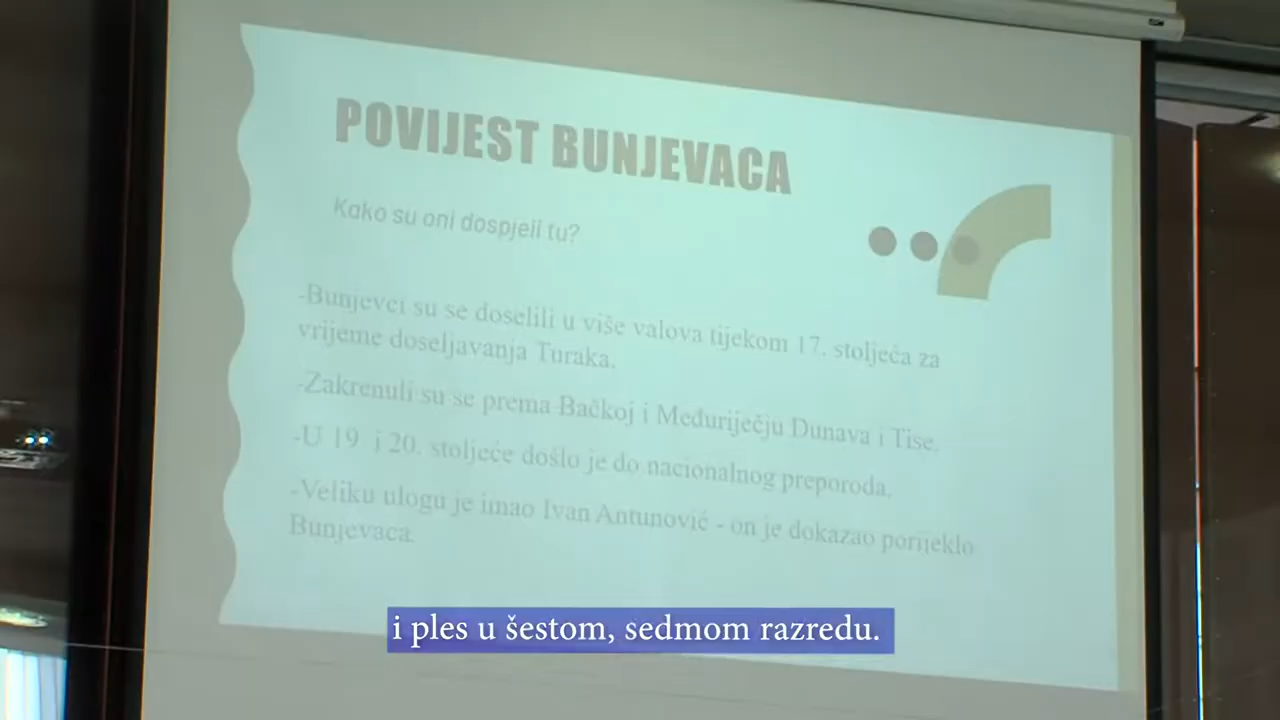 POVIJEST BUNJEVACA
Kako su oni dospjeli tu?
-Bunjevci su se doselili u više valova tijekom 17. stoljeća za
vrijeme doseljavanja Turaka.
-Zakrenuli su se prema Bačkoj i Međuriječju Dunava i Tise.
-U 19 i 20. stoljeće došlo je do nacionalnog preporoda.
-Veliku ulogu je imao Ivan Antunović - on je dokazao porijeklo
Bunjevaca.
i ples u šestom, sedmom razredu.